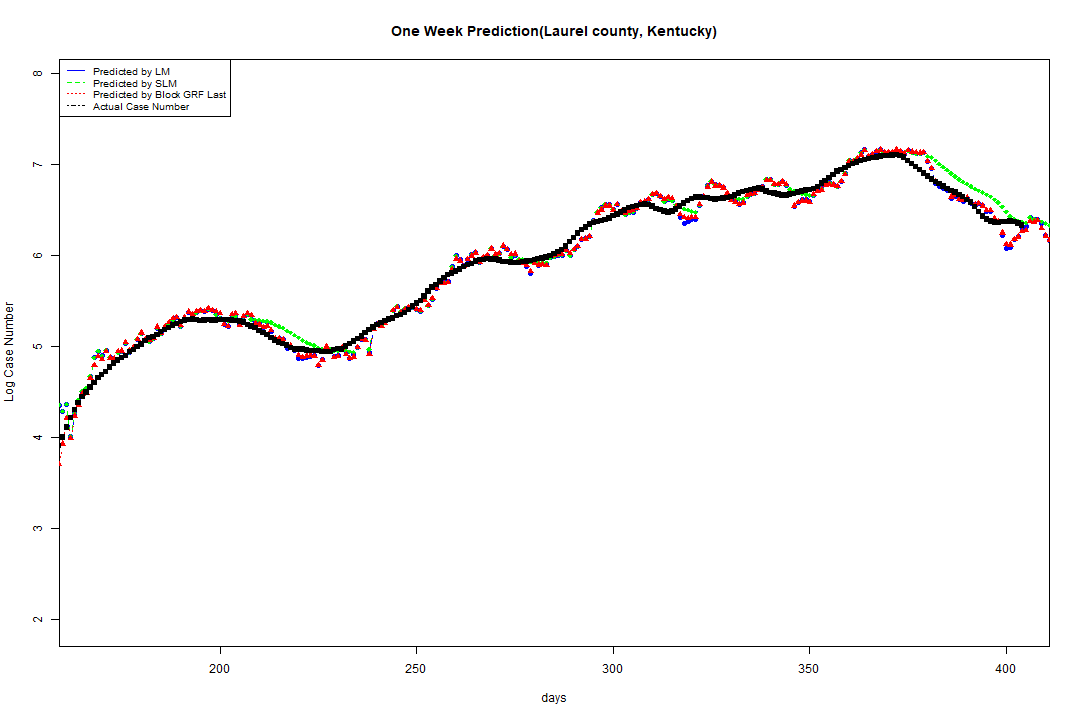 One Week Prediction(Laurel county, Kentucky)
Predicted by LM
Predicted by SLM
Predicted by Block GRF Last
Actual Case Number
8
7
6
5
4
3
2
Log Case Number
200 250 300 350 400
days